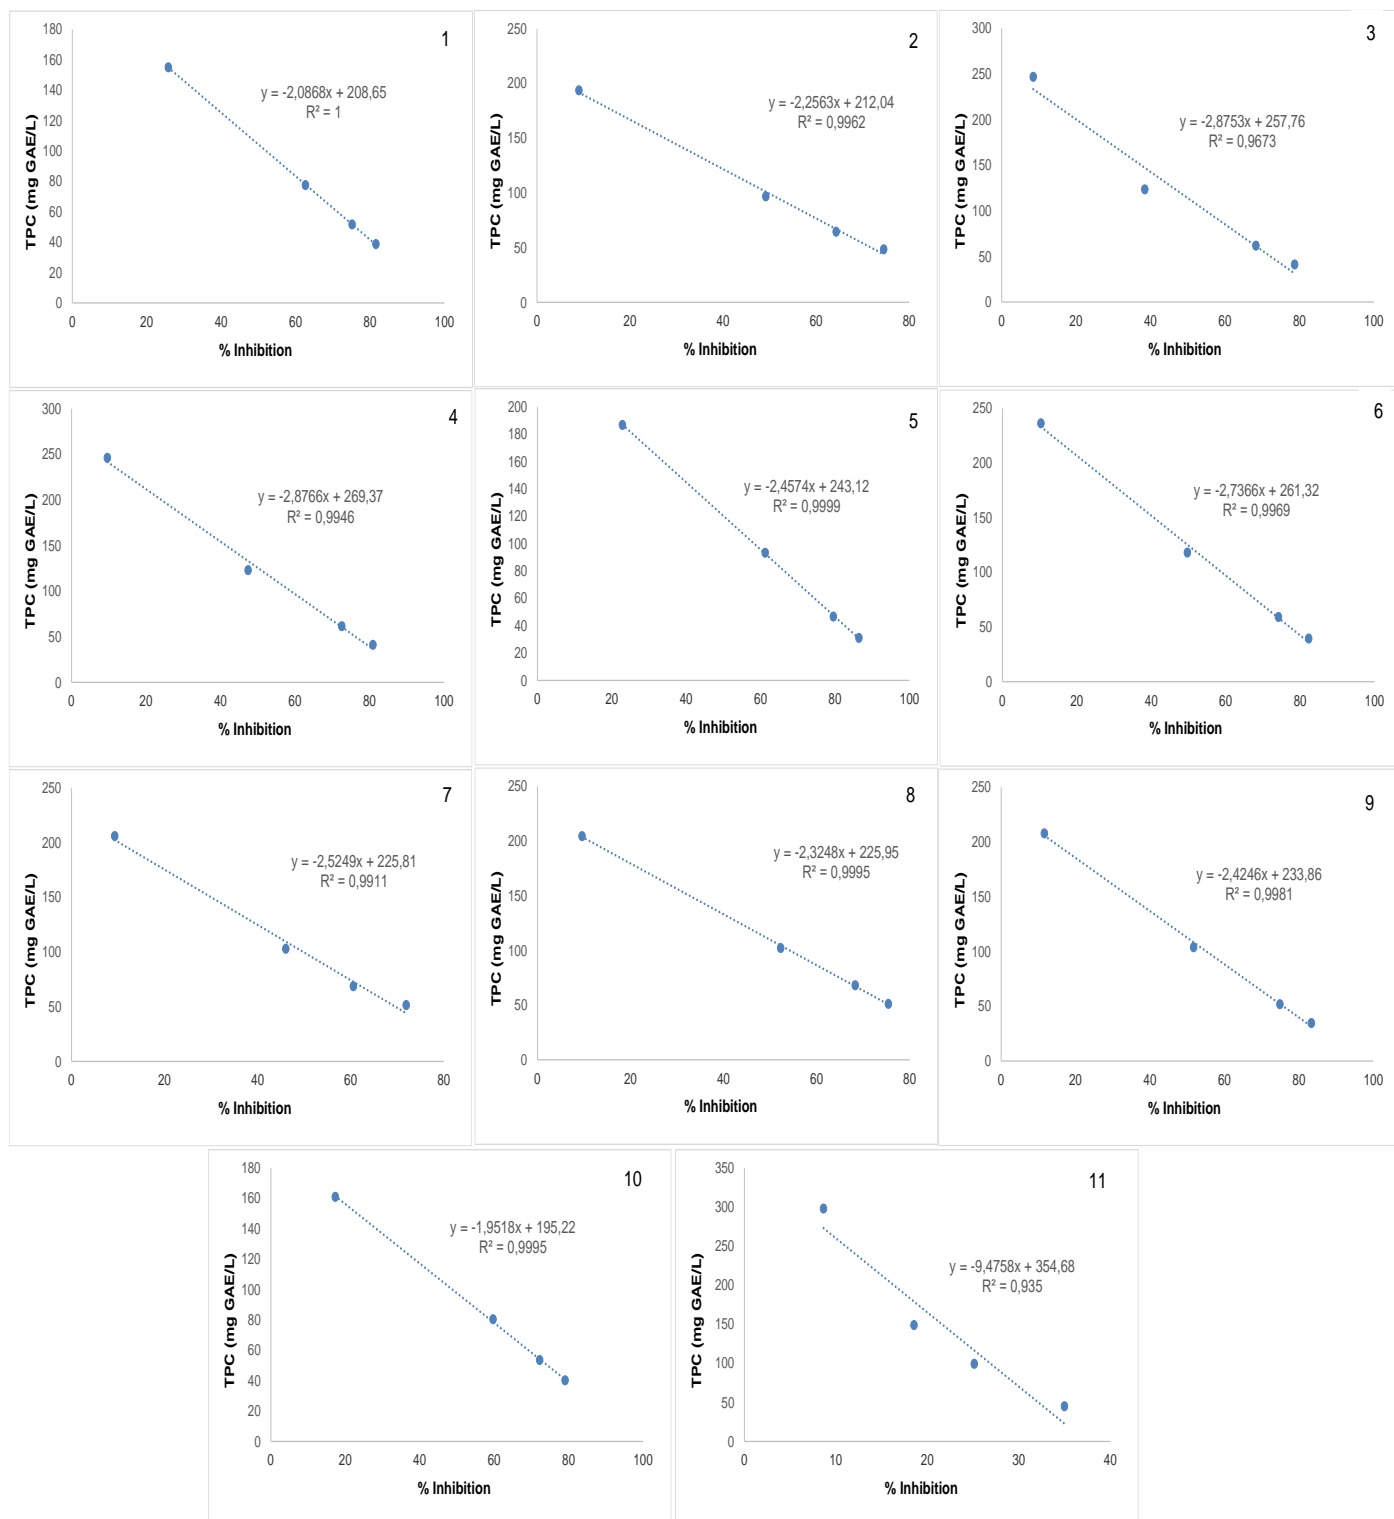 1
y = -2,0868x + 208,65
R² = 1
TPC (mg GAE/L)
180
160
140
120
100
80
60
40
20
0
0 20 40 60 80 100
% Inhibition
2
y = -2,2563x + 212,04
R² = 0,9962
TPC (mg GAE/L)
250
200
150
100
50
0
0 20 40 60 80
% Inhibition
3
y = -2,8753x + 257,76
R² = 0,9673
TPC (mg GAE/L)
300
250
200
150
100
50
0
0 20 40 60 80 100
% Inhibition
4
y = -2,8766x + 269,37
R² = 0,9946
TPC (mg GAE/L)
300
250
200
150
100
50
0
0 20 40 60 80 100
% Inhibition
5
y = -2,4574x + 243,12
R² = 0,9999
TPC (mg GAE/L)
200
180
160
140
120
100
80
60
40
20
0
0 20 40 60 80 100
% Inhibition
6
y = -2,7366x + 261,32
R² = 0,9969
TPC (mg GAE/L)
250
200
150
100
50
0
0 20 40 60 80 100
% Inhibition
7
y = -2,5249x + 225,81
R² = 0,9911
TPC (mg GAE/L)
250
200
150
100
50
0
0 20 40 60 80
% Inhibition
8
y = -2,3248x + 225,95
R² = 0,9995
TPC (mg GAE/L)
250
200
150
100
50
0
0 20 40 60 80
% Inhibition
9
y = -2,4246x + 233,86
R² = 0,9981
TPC (mg GAE/L)
250
200
150
100
50
0
0 20 40 60 80 100
% Inhibition
10
y = -1,9518x + 195,22
R² = 0,9995
TPC (mg GAE/L)
180
160
140
120
100
80
60
40
20
0
0 20 40 60 80 100
% Inhibition
11
y = -9,4758x + 354,68
R² = 0,935
TPC (mg GAE/L)
350
300
250
200
150
100
50
0
0 10 20 30 40
% Inhibition